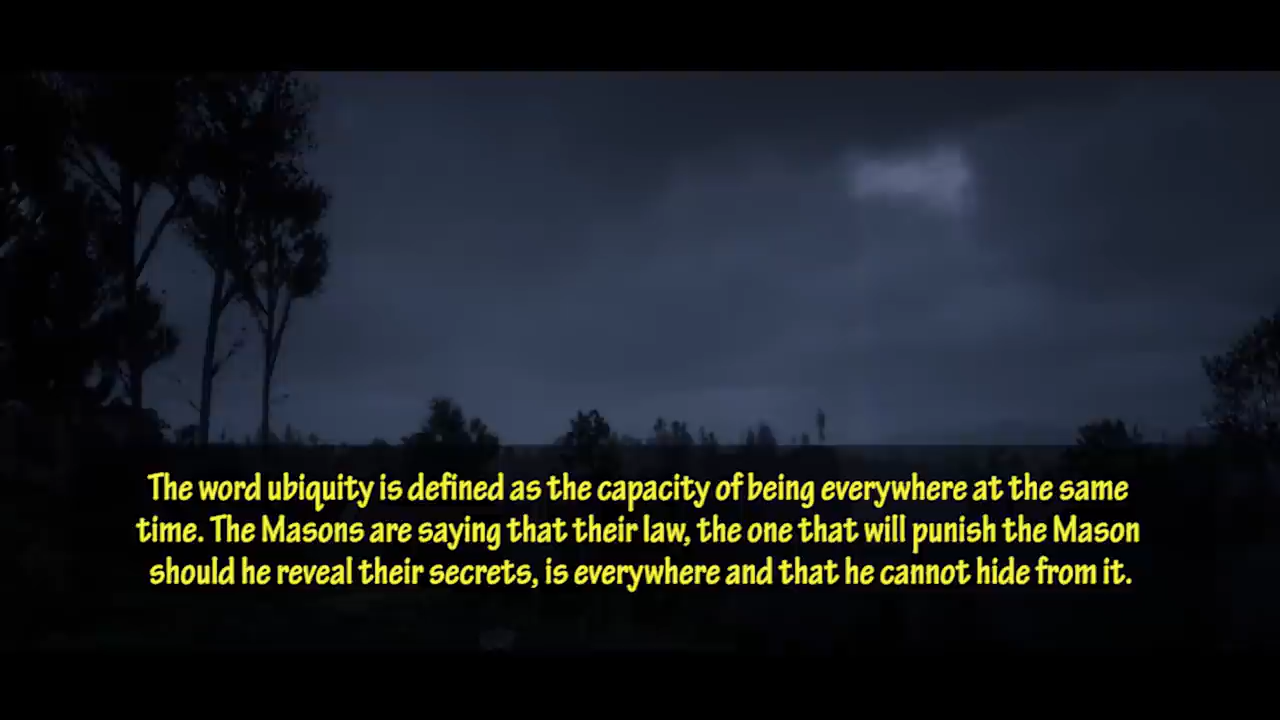 The word ubiquity is defined as the capacity of being everywhere at the same
time. The Masons are saying that their law, the one that will punish the Mason
should he reveal their secrets, is everywhere and that he cannot hide from it.